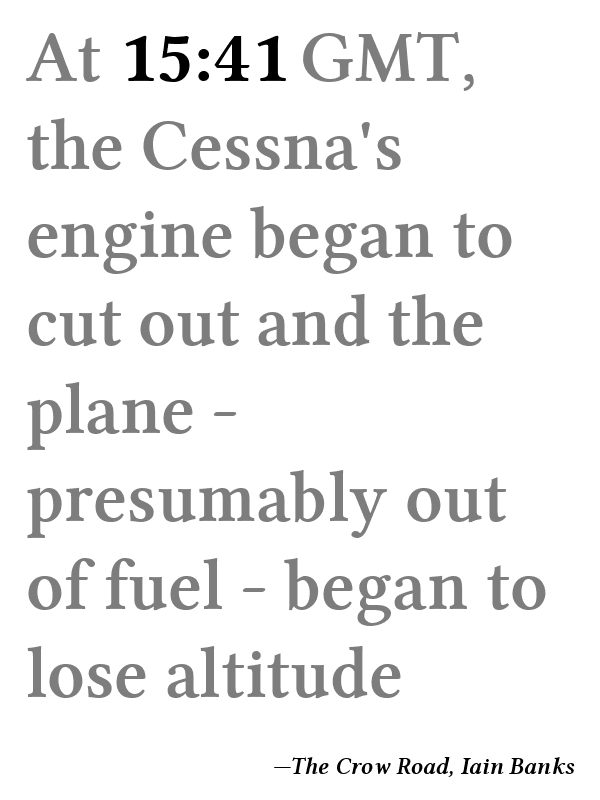 At 15:41 GMT,
the Cessna's
engine began to
cut out and the
plane -
presumably out
of fuel - began to
lose altitude
—The Crow Road, Iain Banks